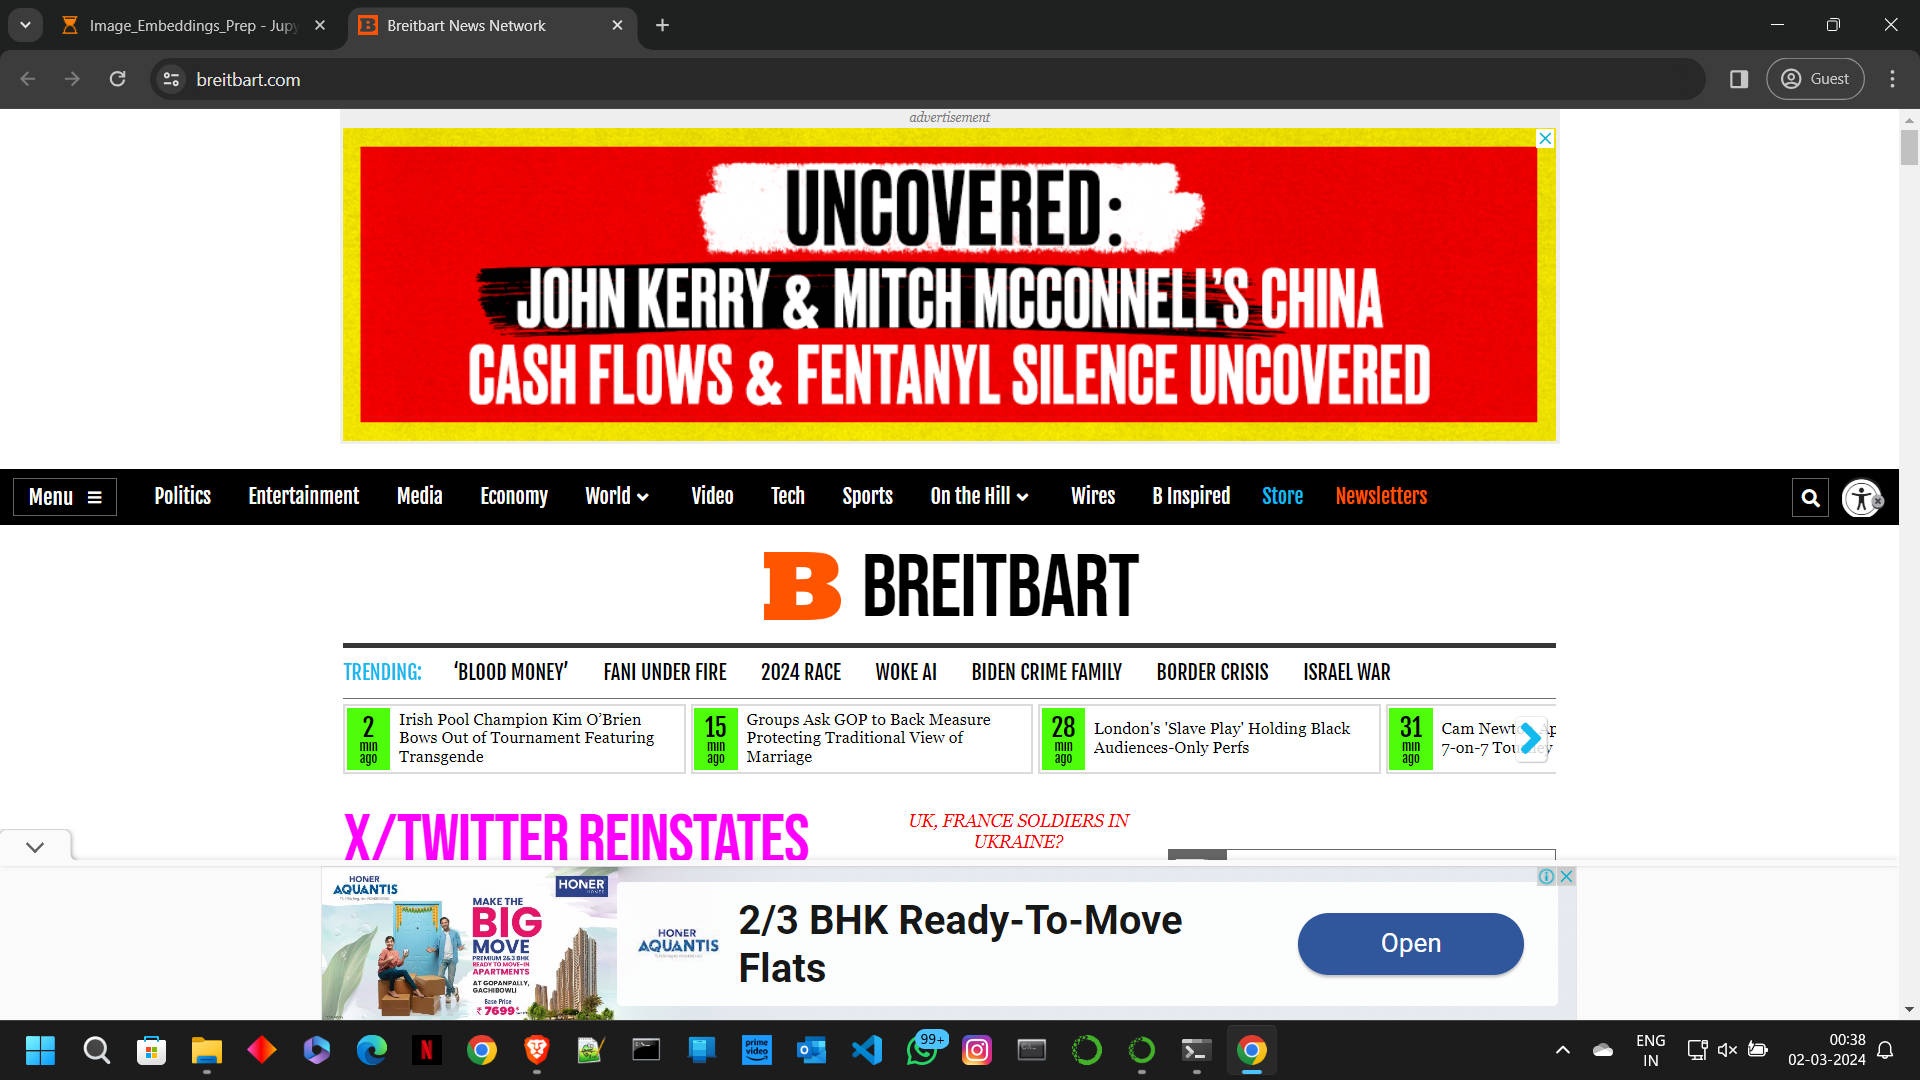 Image_Embeddings_Prep - Jupy
Breitbart News Network
breitbart.com
Guest
advertisement
UNCOVERED:
JOHN KERRY & MITCH MCCONNELL'S CHINA
CASH FLOWS & FENTANYL SILENCE UNCOVERED
Menu Politics Entertainment Media Economy World Video Tech Sports On the Hill Wires B Inspired Store Newsletters
B BREITBART
TRENDING: ‘BLOOD MONEY’ FANI UNDER FIRE 2024 RACE WOKE AI BIDEN CRIME FAMILY BORDER CRISIS ISRAEL WAR
2 min ago
Irish Pool Champion Kim O’Brien
Bows Out of Tournament Featuring
Transgende
15 min ago
Groups Ask GOP to Back Measure
Protecting Traditional View of
Marriage
28 min ago
London's 'Slave Play' Holding Black
Audiences-Only Perfs
31 min ago
Cam Newt
7-on-7 Tou
X/TWITTER REINSTATES
UK, FRANCE SOLDIERS IN
UKRAINE?
HONER
AQUANTIS
HONER
HOMES
MAKE THE
BIG
MOVE
PREMIUM 2&3 BHK
READY TO MOVE-IN
APARTMENTS
AT GOPANPALLY,
GACHIBOWLI
Base Price
₹ 7699
HONER
AQUANTIS
2/3 BHK Ready-To-Move
Flats
Open
prime
video
99+
ENG
IN
00:38
02-03-2024